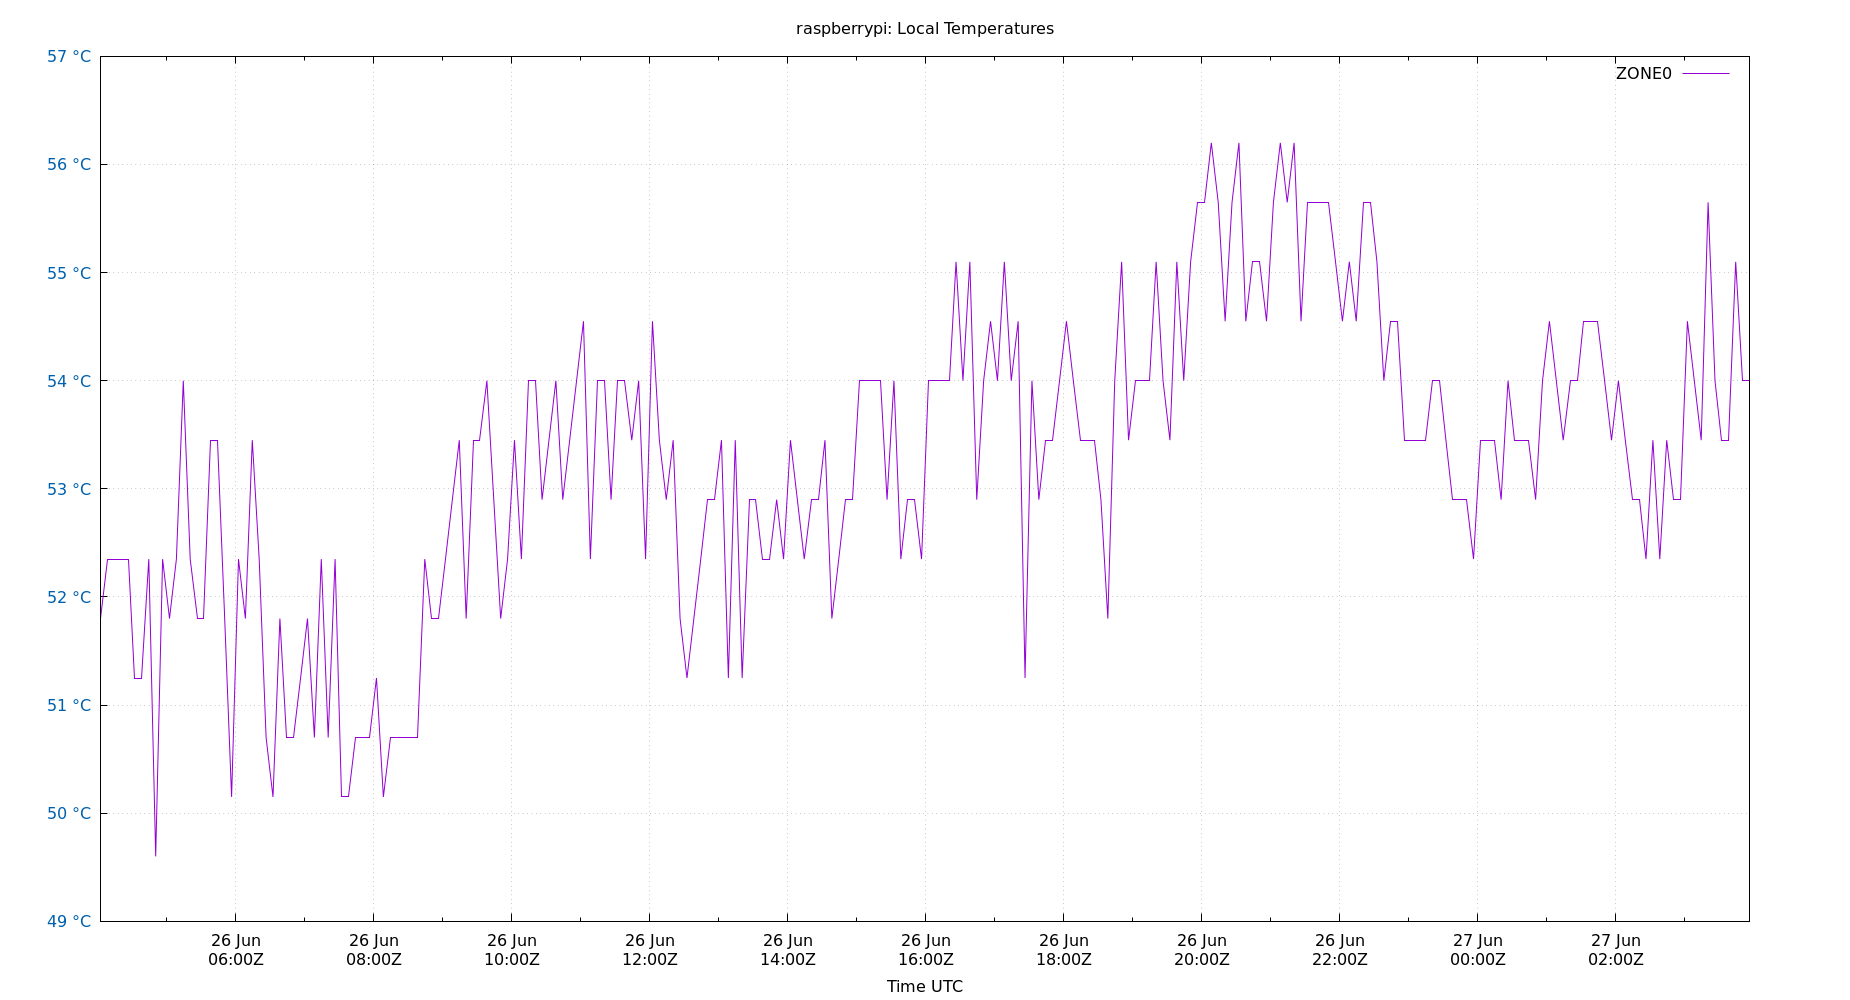 raspberrypi: Local Temperatures
ZONE0
57 °C
56 °C
55 °C
54 °C
53 °C
52 °C
51 °C
50 °C
49 °C
26 Jun 26 Jun 26 Jun 26 Jun 26 Jun 26 Jun 26 Jun 26 Jun 26 Jun 27 Jun 27 Jun
06:00Z 08:00Z 10:00Z 12:00Z 14:00Z 16:00Z 18:00Z 20:00Z 22:00Z 00:00Z 02:00Z
Time UTC